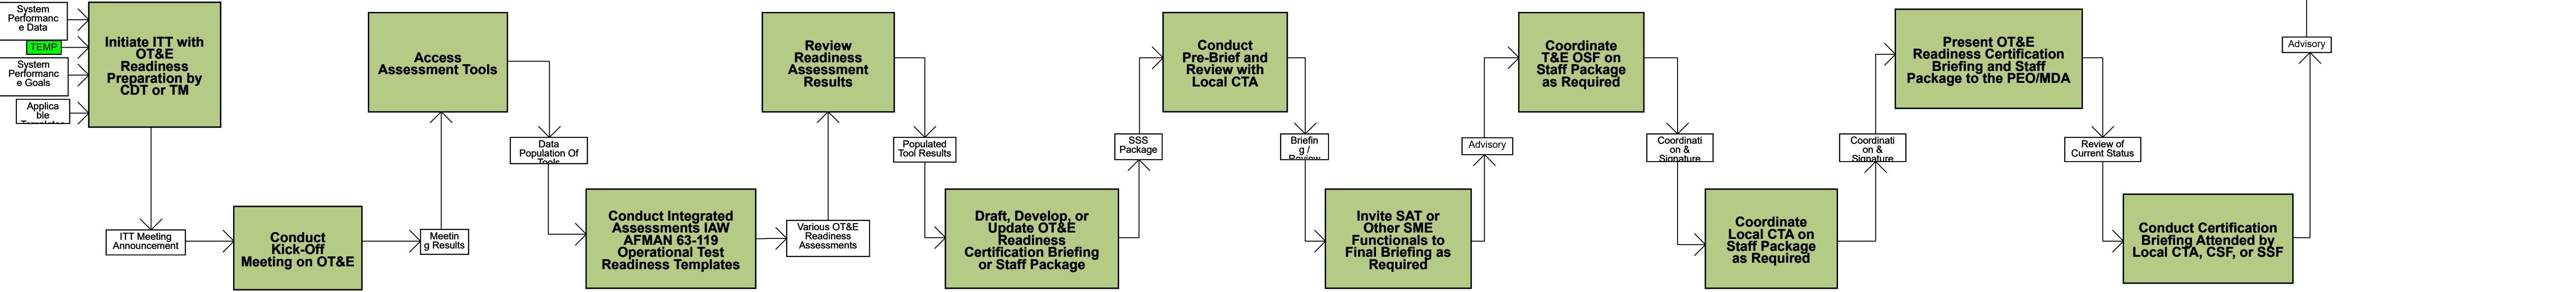 System
Performanc
e Data
TEMP
System
Performanc
e Goals
Applica
ble
Initiate ITT with
OT&E
Readiness
Preparation by
CDT or TM
ITT Meeting
Announcement
Conduct
Kick-Off
Meeting on OT&E
Meetin
g Results
Access
Assessment Tools
Data
Population Of
Tools
Conduct Integrated
Assessments IAW
AFMAN 63-119
Operational Test
Readiness Templates
Various OT&E
Readiness
Assessments
Review
Readiness
Assessment
Results
Populated
Tool Results
Draft, Develop, or
Update OT&E
Readiness
Certification Briefing
or Staff Package
SSS
Package
Conduct
Pre-Brief and
Review with
Local CTA
Briefin
g /
Review
Invite SAT or
Other SME
Functionals to
Final Briefing as
Required
Advisory
Coordinate
T&E OSF on
Staff Package
as Required
Coordinati
on &
Signature
Coordinate
Local CTA on
Staff Package
as Required
Coordinati
on &
Signature
Present OT&E
Readiness Certification
Briefing and Staff
Package to the PEO/MDA
Review of
Current Status
Conduct Certification
Briefing Attended by
Local CTA, CSF, or SSF
Advisory